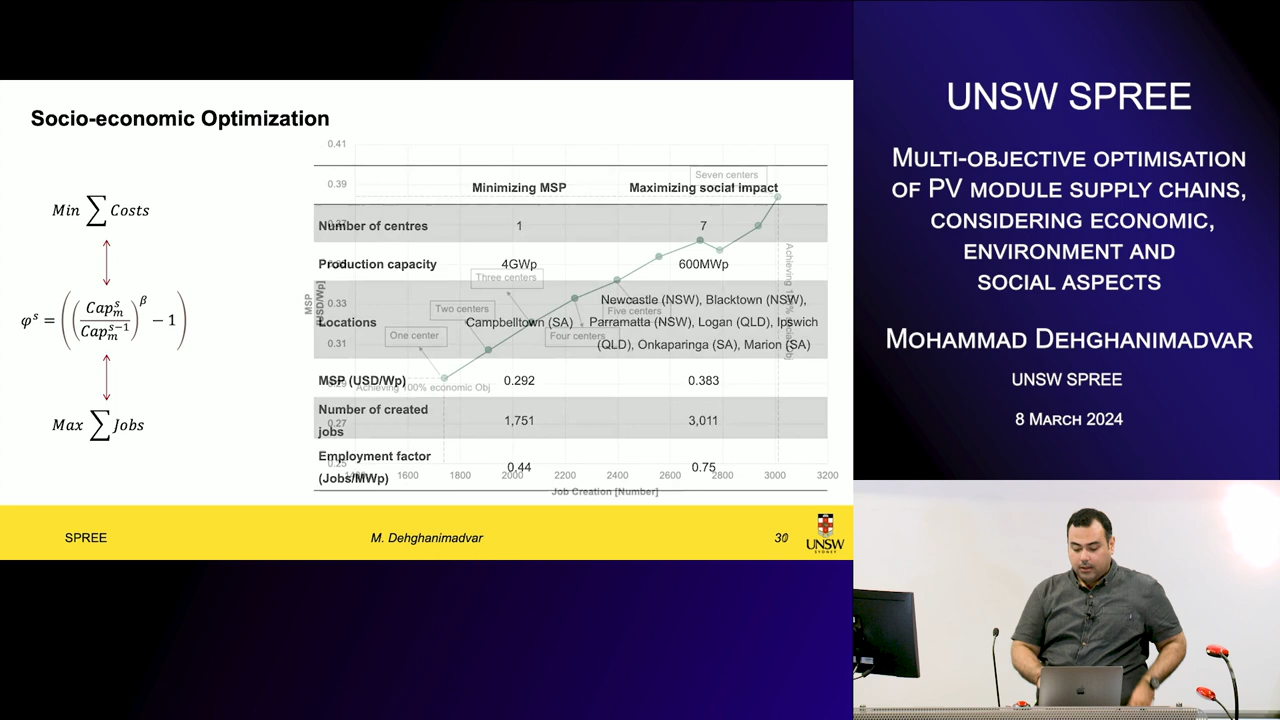 Socio-economic Optimization
Min ∑ Costs
φˢ = ( ( Capₘˢ / Capₘˢ⁻¹ )^β − 1 )
Max ∑ Jobs
0.41
0.39
Seven centers
Minimizing MSP Maximizing social impact
Number of centres 1 7
Production capacity 4GWp 600MWp
Three centers
MSP
[USD/Wp]
0.33
Two centers
Five centers
Locations Campbelltown (SA) Newcastle (NSW), Blacktown (NSW),
Parramatta (NSW), Logan (QLD), Ipswich
(QLD), Onkaparinga (SA), Marion (SA)
One center
Four centers
0.31
MSP (USD/Wp) 0.292 0.383
Achieving 100% economic Obj
Number of created
jobs 1,751 3,011
0.27
Employment factor
(Jobs/MWp) 0.44 0.75
0.25
1600 1800 2000 2200 2400 2600 2800 3000 3200
Job Creation [Number]
SPREE M. Dehghanimadvar
UNSW
SYDNEY
UNSW SPREE
Multi-objective optimisation
of PV module supply chains,
considering economic,
environment and
social aspects
Mohammad Dehghanimadvar
UNSW SPREE
8 March 2024